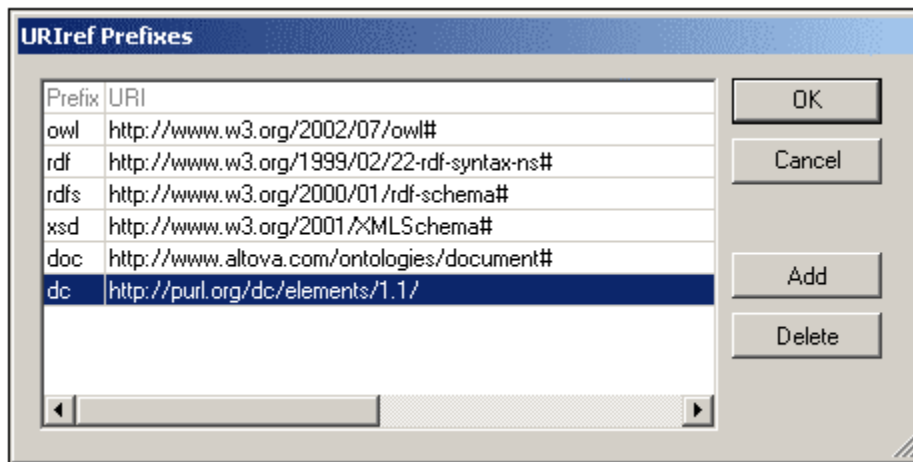 URIref Prefixes
Prefix URI
owl http://www.w3.org/2002/07/owl#
rdf http://www.w3.org/1999/02/22-rdf-syntax-ns#
rdfs http://www.w3.org/2000/01/rdf-schema#
xsd http://www.w3.org/2001/XMLSchema#
doc http://www.altova.com/ontologies/document#
dc http://purl.org/dc/elements/1.1/
OK
Cancel
Add
Delete